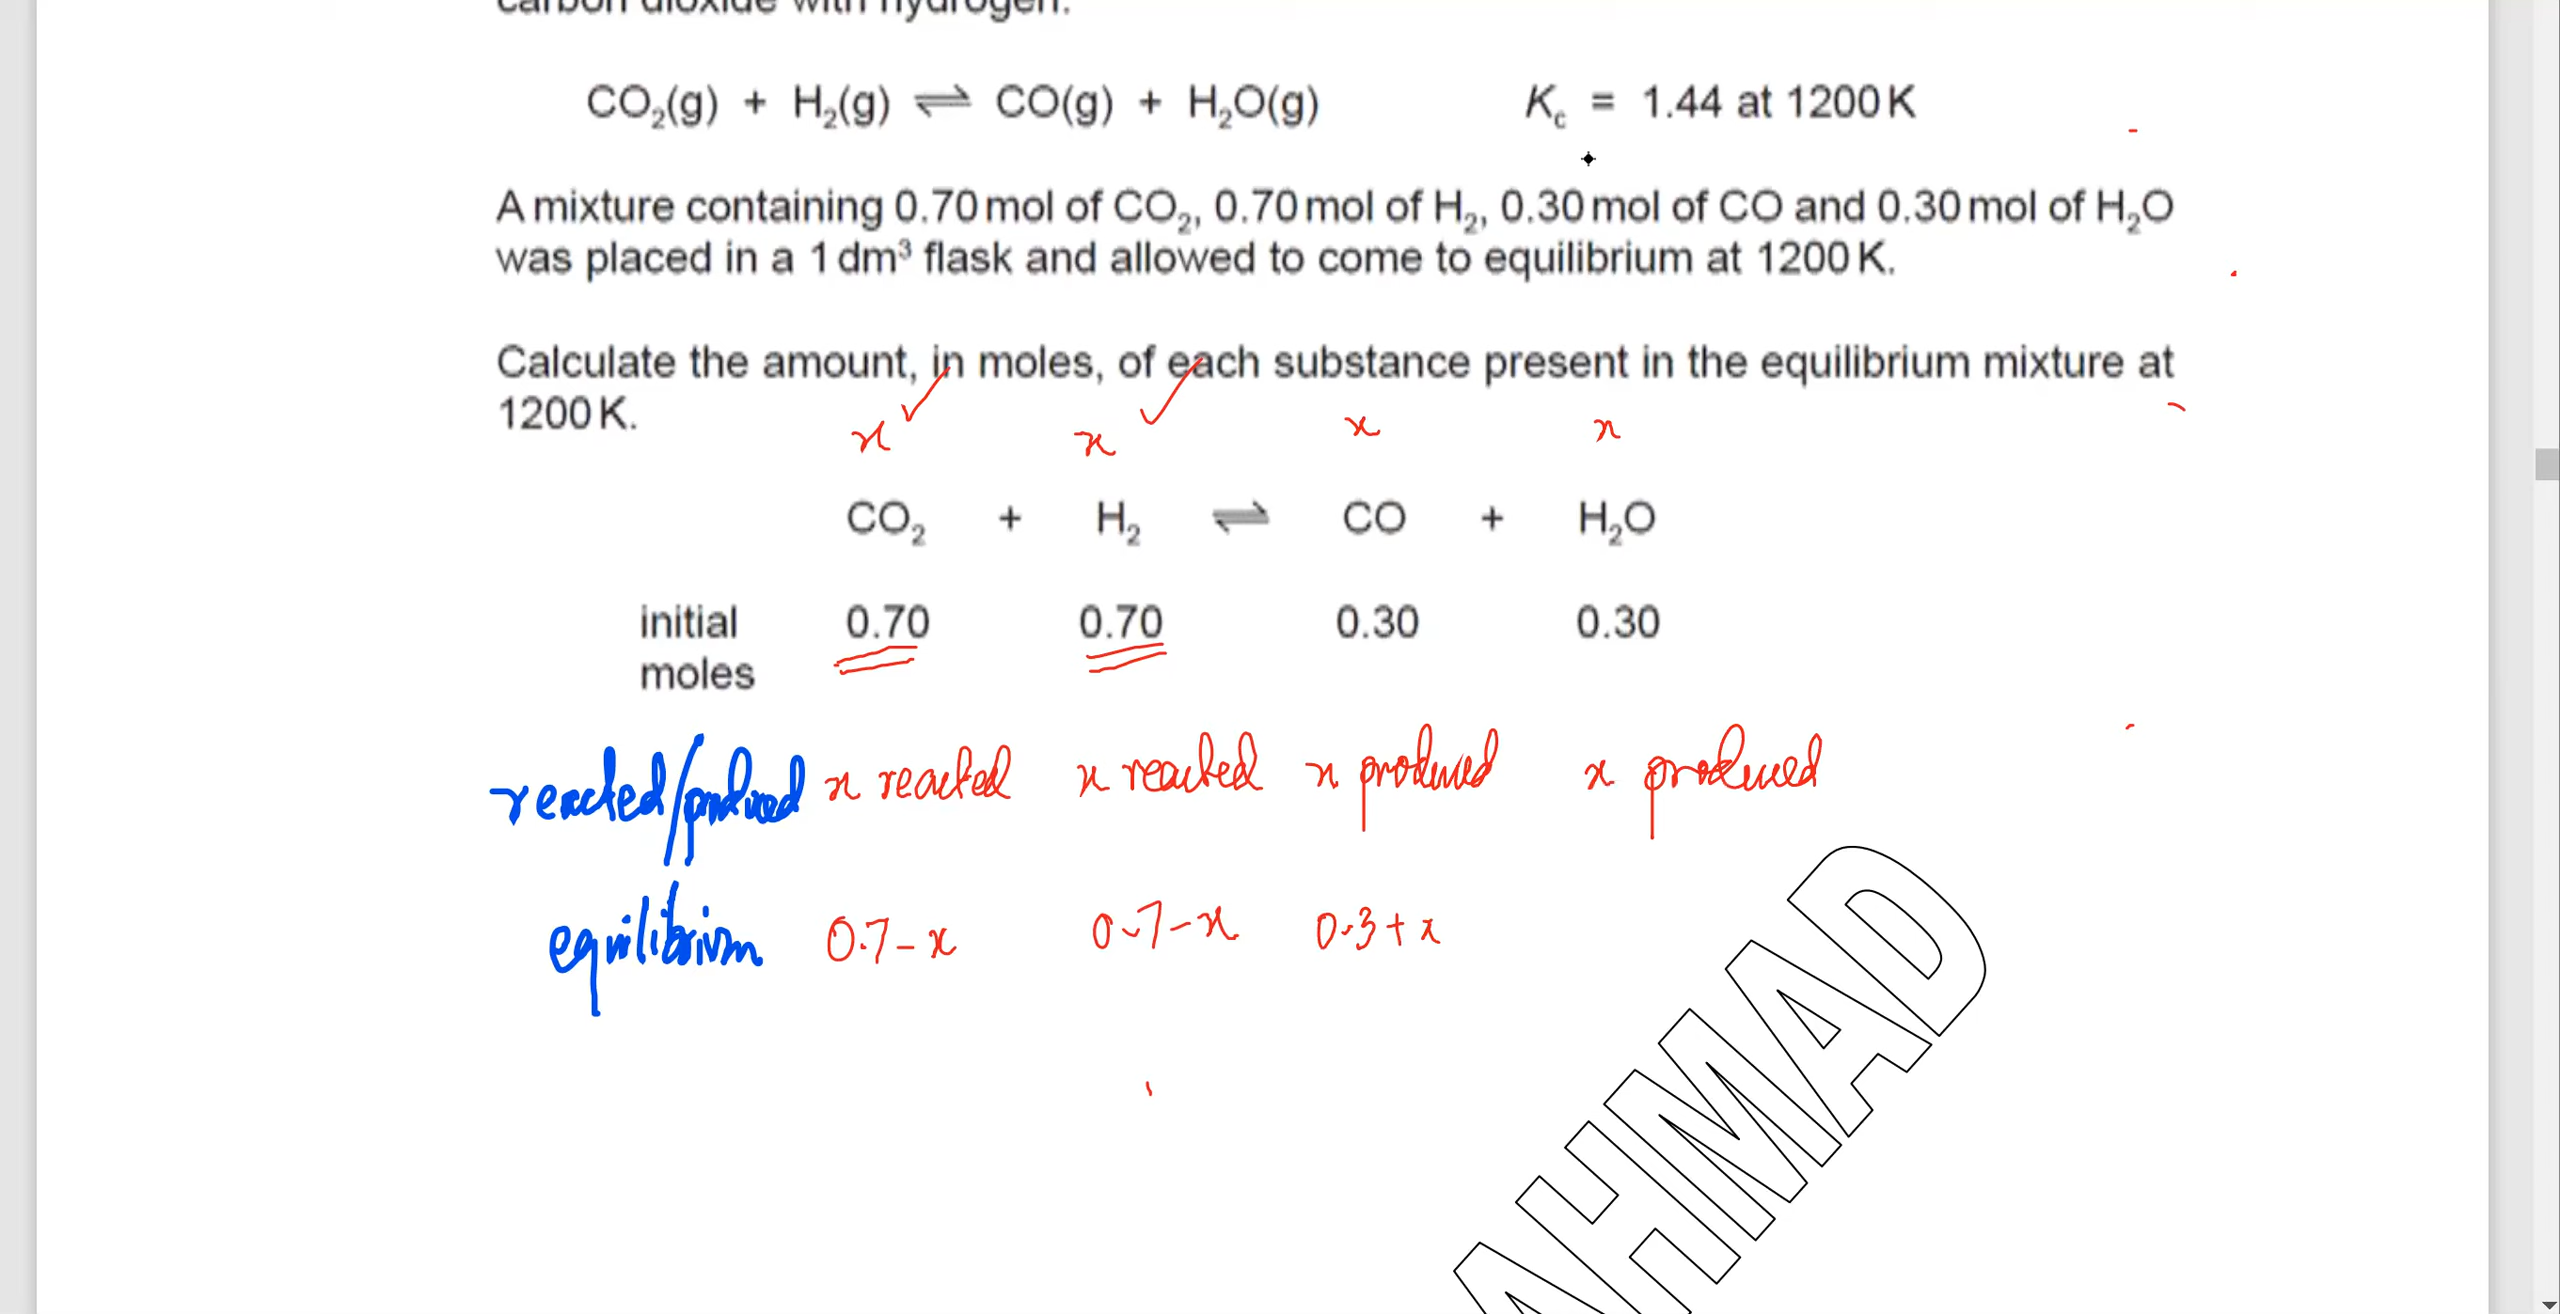 carbon dioxide with hydrogen.
CO₂(g) + H₂(g) ⇌ CO(g) + H₂O(g) K꜀ = 1.44 at 1200 K
A mixture containing 0.70 mol of CO₂, 0.70 mol of H₂, 0.30 mol of CO and 0.30 mol of H₂O
was placed in a 1 dm³ flask and allowed to come to equilibrium at 1200 K.
Calculate the amount, in moles, of each substance present in the equilibrium mixture at
1200 K.
x x x x
CO₂ + H₂ ⇌ CO + H₂O
initial 0.70 0.70 0.30 0.30
moles
reacted/produced x reacted x reacted x produced x produced
equilibrium 0.7-x 0.7-x 0.3+x
AHMAD